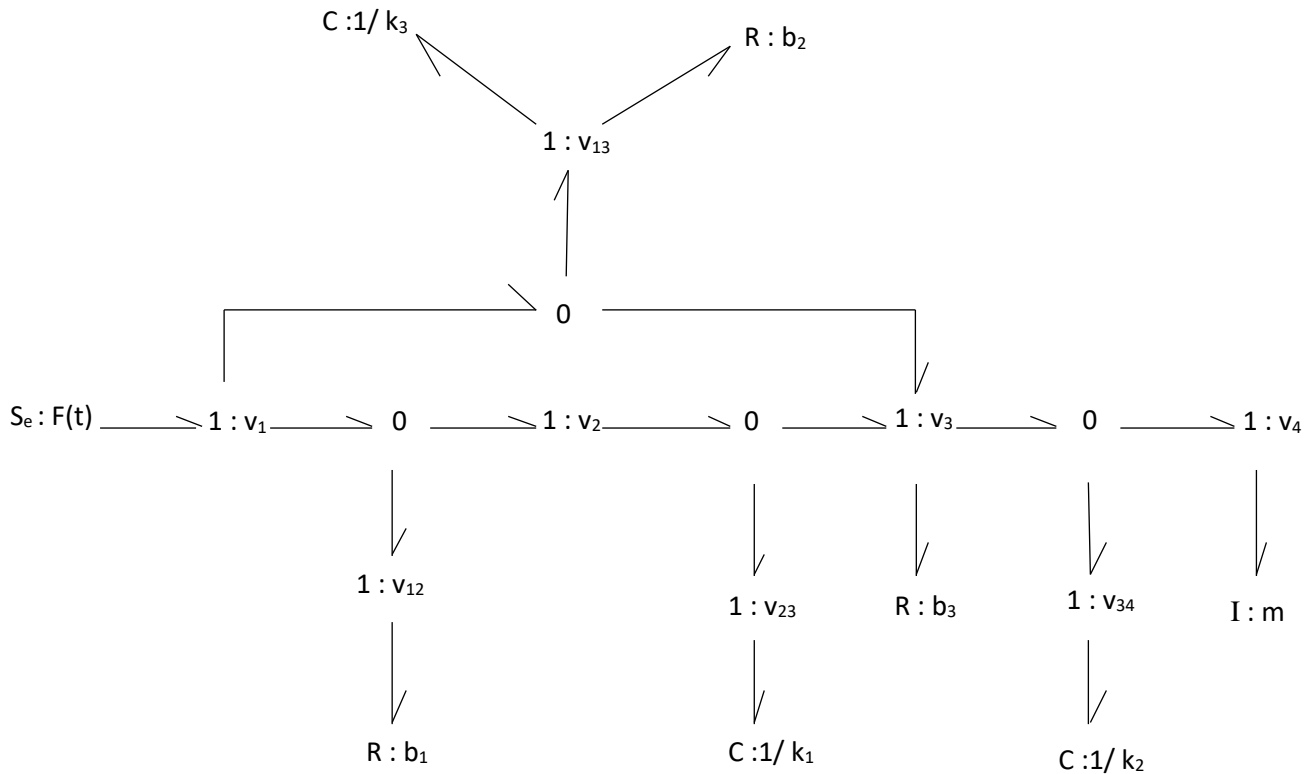 C :1/ k₃
R : b₂
1 : v₁₃
0
Sₑ : F(t)
1 : v₁
0
1 : v₂
0
1 : v₃
0
1 : v₄
1 : v₁₂
1 : v₂₃
R : b₃
1 : v₃₄
I : m
R : b₁
C :1/ k₁
C :1/ k₂